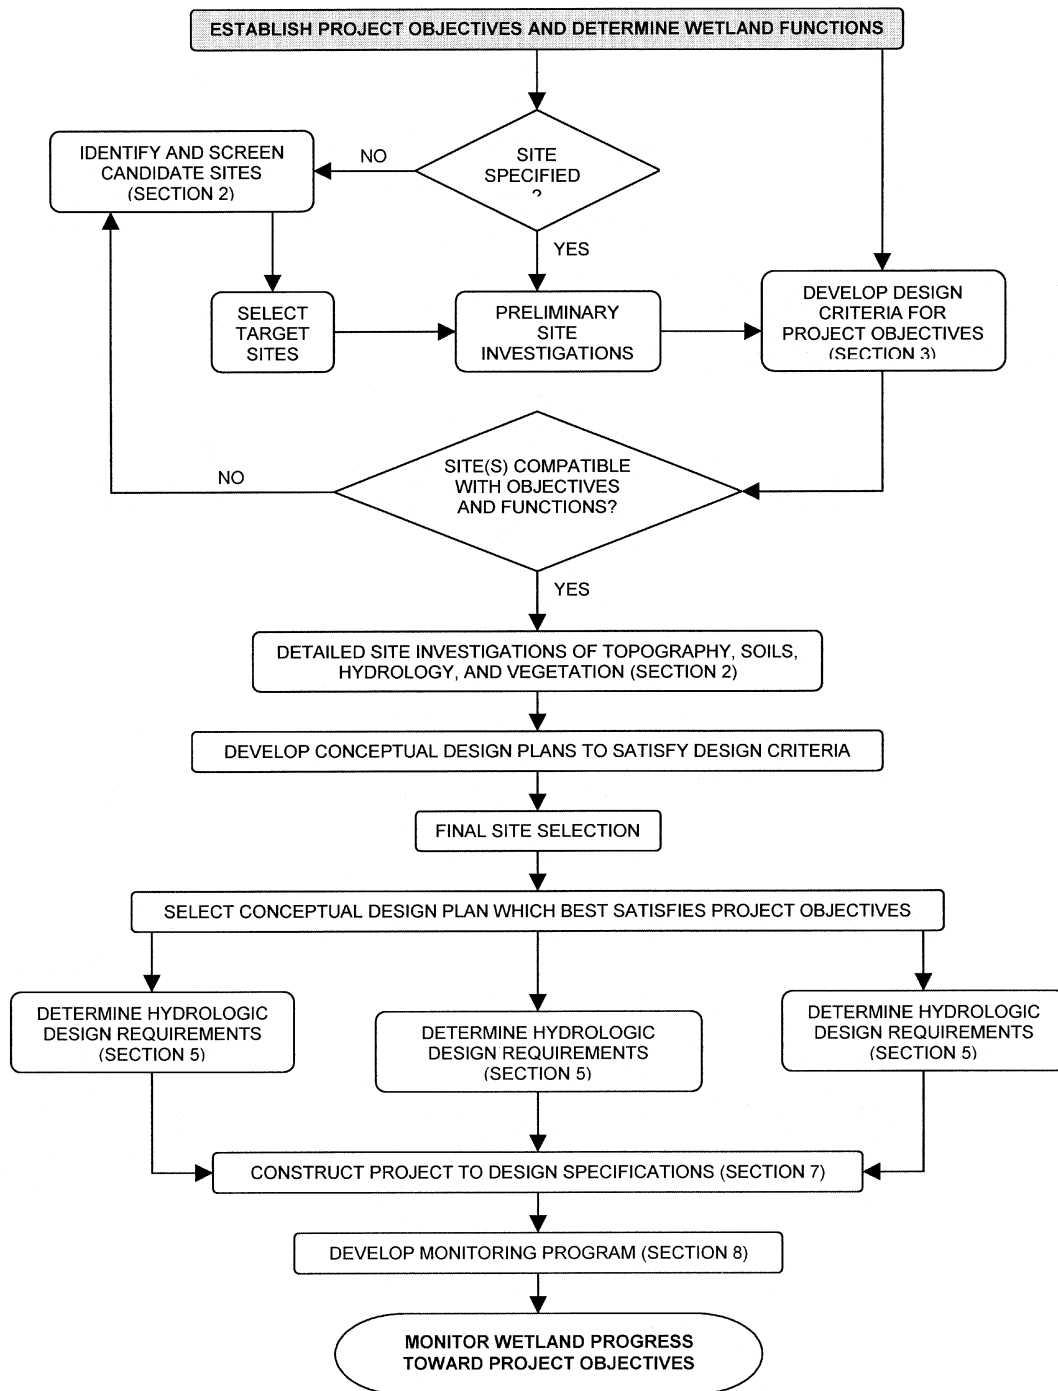 ESTABLISH PROJECT OBJECTIVES AND DETERMINE WETLAND FUNCTIONS
SITE
SPECIFIED
?
NO
YES
IDENTIFY AND SCREEN
CANDIDATE SITES
(SECTION 2)
SELECT
TARGET
SITES
PRELIMINARY
SITE
INVESTIGATIONS
DEVELOP DESIGN
CRITERIA FOR
PROJECT OBJECTIVES
(SECTION 3)
SITE(S) COMPATIBLE
WITH OBJECTIVES
AND FUNCTIONS?
NO
YES
DETAILED SITE INVESTIGATIONS OF TOPOGRAPHY, SOILS,
HYDROLOGY, AND VEGETATION (SECTION 2)
DEVELOP CONCEPTUAL DESIGN PLANS TO SATISFY DESIGN CRITERIA
FINAL SITE SELECTION
SELECT CONCEPTUAL DESIGN PLAN WHICH BEST SATISFIES PROJECT OBJECTIVES
DETERMINE HYDROLOGIC
DESIGN REQUIREMENTS
(SECTION 5)
DETERMINE HYDROLOGIC
DESIGN REQUIREMENTS
(SECTION 5)
DETERMINE HYDROLOGIC
DESIGN REQUIREMENTS
(SECTION 5)
CONSTRUCT PROJECT TO DESIGN SPECIFICATIONS (SECTION 7)
DEVELOP MONITORING PROGRAM (SECTION 8)
MONITOR WETLAND PROGRESS
TOWARD PROJECT OBJECTIVES